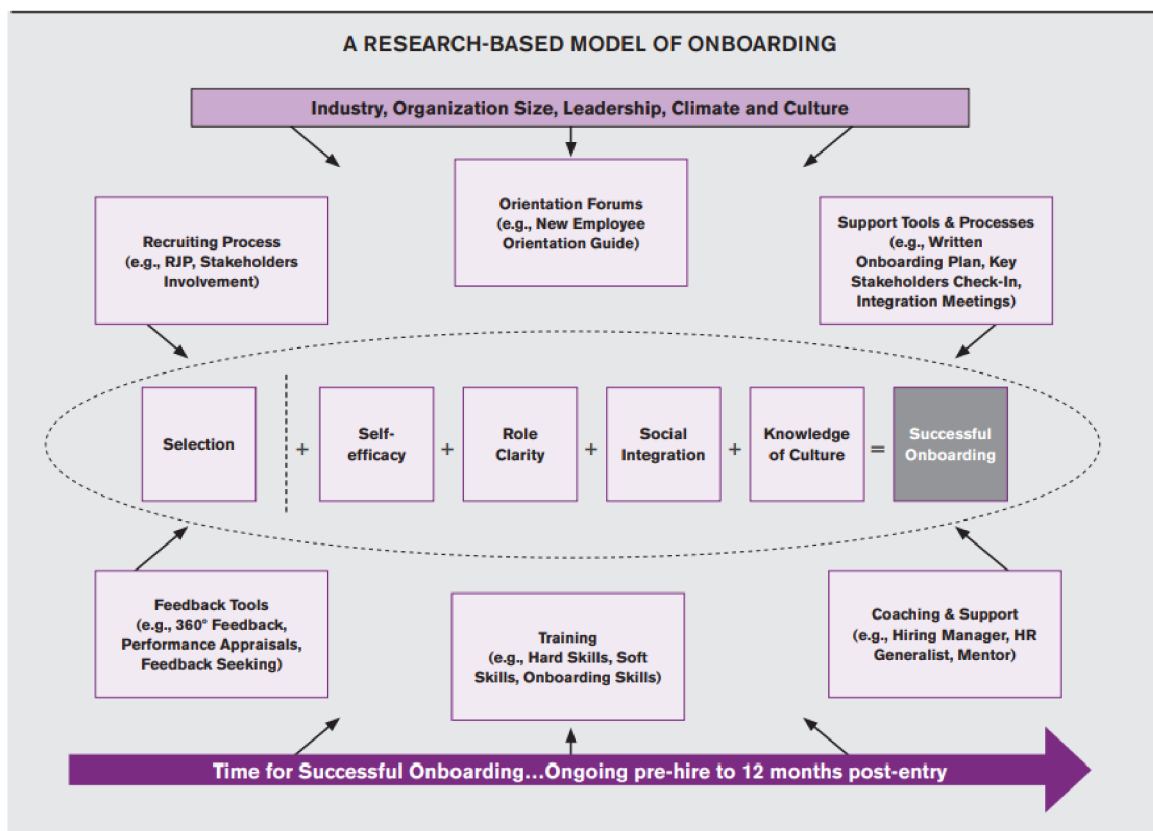 A RESEARCH-BASED MODEL OF ONBOARDING
Industry, Organization Size, Leadership, Climate and Culture
Recruiting Process
(e.g., RJP, Stakeholders
Involvement)
Orientation Forums
(e.g., New Employee
Orientation Guide)
Support Tools & Processes
(e.g., Written
Onboarding Plan, Key
Stakeholders Check-In,
Integration Meetings)
Selection
+
Self-
efficacy
+
Role
Clarity
+
Social
Integration
+
Knowledge
of Culture
=
Successful
Onboarding
Feedback Tools
(e.g., 360° Feedback,
Performance Appraisals,
Feedback Seeking)
Training
(e.g., Hard Skills, Soft
Skills, Onboarding Skills)
Coaching & Support
(e.g., Hiring Manager, HR
Generalist, Mentor)
Time for Successful Onboarding...Ongoing pre-hire to 12 months post-entry